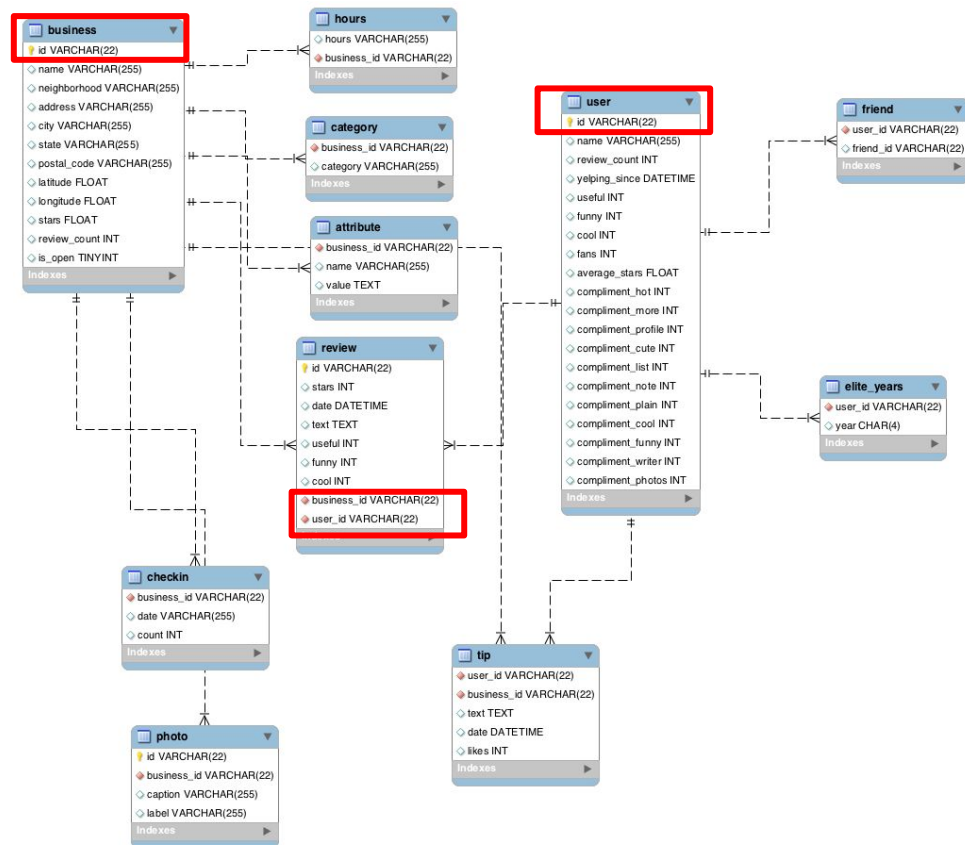 business
id VARCHAR(22)
name VARCHAR(255)
neighborhood VARCHAR(255)
address VARCHAR(255)
city VARCHAR(255)
state VARCHAR(255)
postal_code VARCHAR(255)
latitude FLOAT
longitude FLOAT
stars FLOAT
review_count INT
is_open TINYINT
Indexes
hours
hours VARCHAR(255)
business_id VARCHAR(22)
Indexes
category
business_id VARCHAR(22)
category VARCHAR(255)
Indexes
attribute
business_id VARCHAR(22)
name VARCHAR(255)
value TEXT
Indexes
review
id VARCHAR(22)
stars INT
date DATETIME
text TEXT
useful INT
funny INT
cool INT
business_id VARCHAR(22)
user_id VARCHAR(22)
user
id VARCHAR(22)
name VARCHAR(255)
review_count INT
yelping_since DATETIME
useful INT
funny INT
cool INT
fans INT
average_stars FLOAT
compliment_hot INT
compliment_more INT
compliment_profile INT
compliment_cute INT
compliment_list INT
compliment_note INT
compliment_plain INT
compliment_cool INT
compliment_funny INT
compliment_writer INT
compliment_photos INT
Indexes
friend
user_id VARCHAR(22)
friend_id VARCHAR(22)
Indexes
elite_years
user_id VARCHAR(22)
year CHAR(4)
Indexes
checkin
business_id VARCHAR(22)
date VARCHAR(255)
count INT
Indexes
photo
id VARCHAR(22)
business_id VARCHAR(22)
caption VARCHAR(255)
label VARCHAR(255)
Indexes
tip
user_id VARCHAR(22)
business_id VARCHAR(22)
text TEXT
date DATETIME
likes INT
Indexes